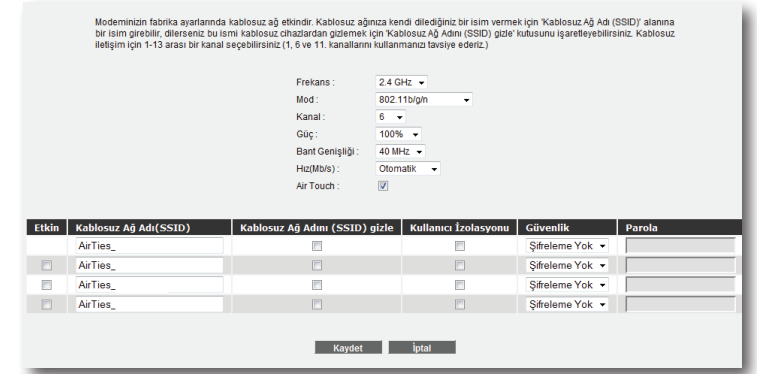 Modeminizin fabrika ayarlarında kablosuz ağ etkindir. Kablosuz ağınıza kendi dilediğiniz bir isim vermek için 'Kablosuz Ağ Adı (SSID)' alanına
bir isim girebilir, dilerseniz bu ismi kablosuz cihazlardan gizlemek için 'Kablosuz Ağ Adını (SSID) gizle' kutusunu işaretleyebilirsiniz. Kablosuz
iletişim için 1-13 arası bir kanal seçebilirsiniz (1, 6 ve 11. kanallarını kullanmanızı tavsiye ederiz.)
Frekans : 2.4 GHz
Mod : 802.11b/g/n
Kanal : 6
Güç : 100%
Bant Genişliği : 40 MHz
Hız(Mb/s) : Otomatik
Air Touch :
Etkin Kablosuz Ağ Adı(SSID) Kablosuz Ağ Adını (SSID) gizle Kullanıcı İzolasyonu Güvenlik Parola
AirTies_ Şifreleme Yok
AirTies_ Şifreleme Yok
AirTies_ Şifreleme Yok
AirTies_ Şifreleme Yok
Kaydet İptal